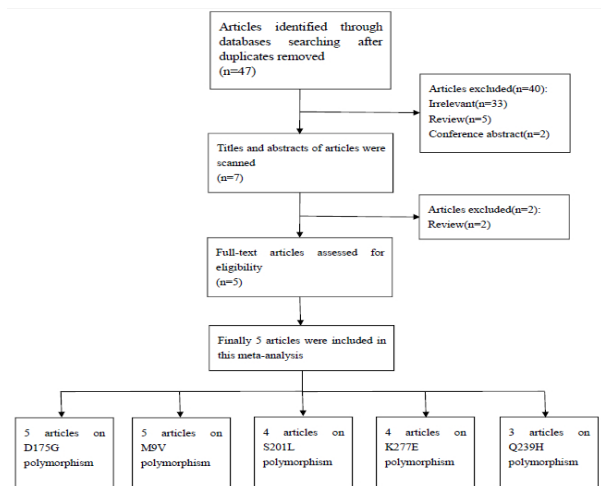 Articles identified through
databases searching after
duplicates removed
(n=47)
Articles excluded(n=40):
Irrelevant(n=33)
Review(n=5)
Conference abstract(n=2)
Titles and abstracts of articles were
scanned
(n=7)
Articles excluded(n=2):
Review(n=2)
Full-text articles assessed for
eligibility
(n=5)
Finally 5 articles were included in
this meta-analysis
5 articles on
D175G
polymorphism
5 articles on
M9V
polymorphism
4 articles on
S201L
polymorphism
4 articles on
K277E
polymorphism
3 articles on
Q239H
polymorphism